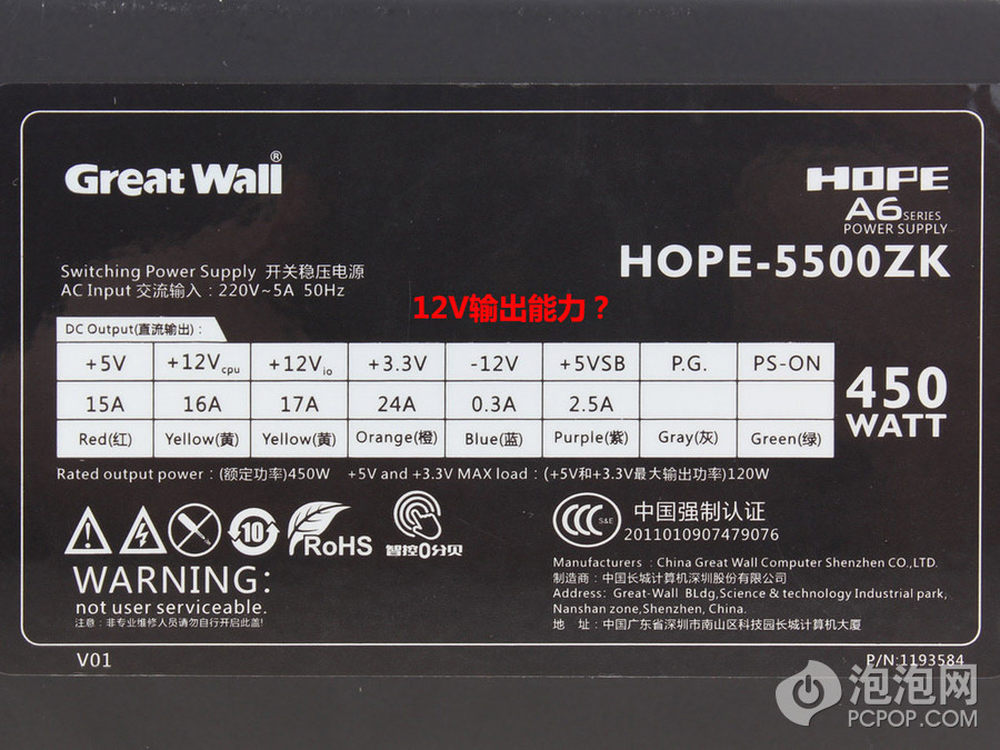 Great Wall®
HOPE
A6 SERIES
POWER SUPPLY
HOPE-5500ZK
Switching Power Supply 开关稳压电源
AC Input 交流输入：220V~5A 50Hz
12V输出能力？
DC Output(直流输出)：
+5V +12Vcpu +12Vio +3.3V -12V +5VSB P.G. PS-ON
15A 16A 17A 24A 0.3A 2.5A
Red(红) Yellow(黄) Yellow(黄) Orange(橙) Blue(蓝) Purple(紫) Gray(灰) Green(绿)
450
WATT
Rated output power：(额定功率)450W +5V and +3.3V MAX load：(+5V和+3.3V最大输出功率)120W
10
RoHS
智控0分贝
CCC S&E
中国强制认证
2011010907479076
WARNING:
not user serviceable.
注意：非专业维修人员请勿自行开启此盖!
Manufacturers：China Great Wall Computer Shenzhen CO.,LTD.
制造商：中国长城计算机深圳股份有限公司
Address：Great-Wall BLdg,Science & technology Industrial park,
Nanshan zone,Shenzhen, China.
地 址：中国广东省深圳市南山区科技园长城计算机大厦
V01
P/N:1193584
泡泡网
PCPOP.COM